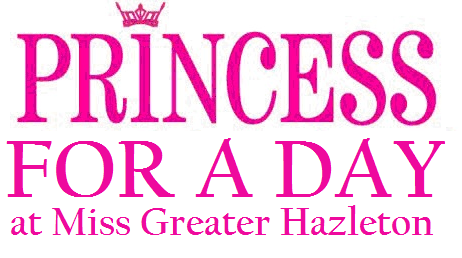 PRINCESS
FOR A DAY
at Miss Greater Hazleton